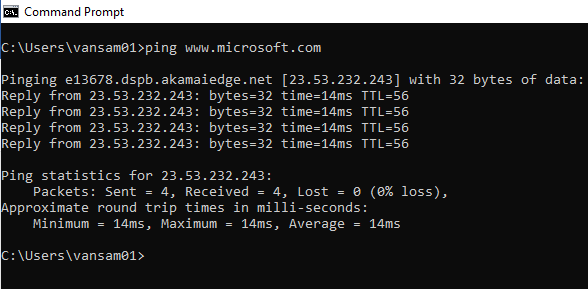 Command Prompt
C:\Users\vansam01>ping www.microsoft.com
Pinging e13678.dspb.akamaiedge.net [23.53.232.243] with 32 bytes of data:
Reply from 23.53.232.243: bytes=32 time=14ms TTL=56
Reply from 23.53.232.243: bytes=32 time=14ms TTL=56
Reply from 23.53.232.243: bytes=32 time=14ms TTL=56
Reply from 23.53.232.243: bytes=32 time=14ms TTL=56
Ping statistics for 23.53.232.243:
    Packets: Sent = 4, Received = 4, Lost = 0 (0% loss),
Approximate round trip times in milli-seconds:
    Minimum = 14ms, Maximum = 14ms, Average = 14ms
C:\Users\vansam01>